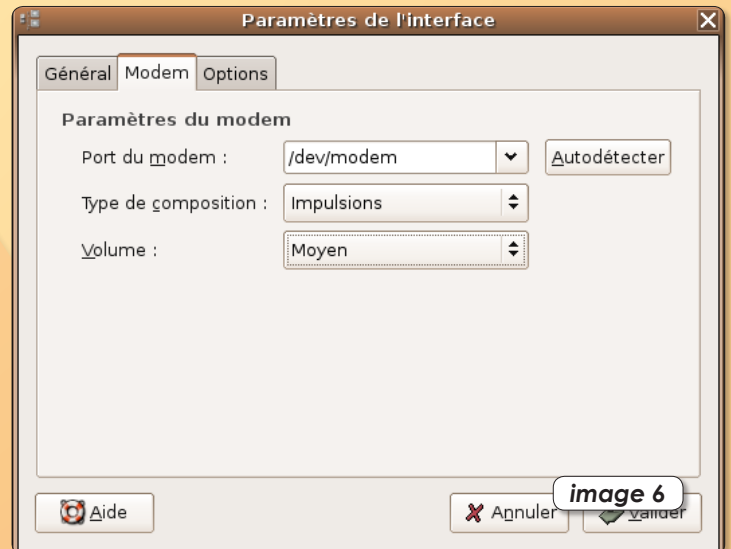 Paramètres de l'interface
Général Modem Options
Paramètres du modem
Port du modem : /dev/modem Autodétecter
Type de composition : Impulsions
Volume : Moyen
image 6
Aide Annuler Valider